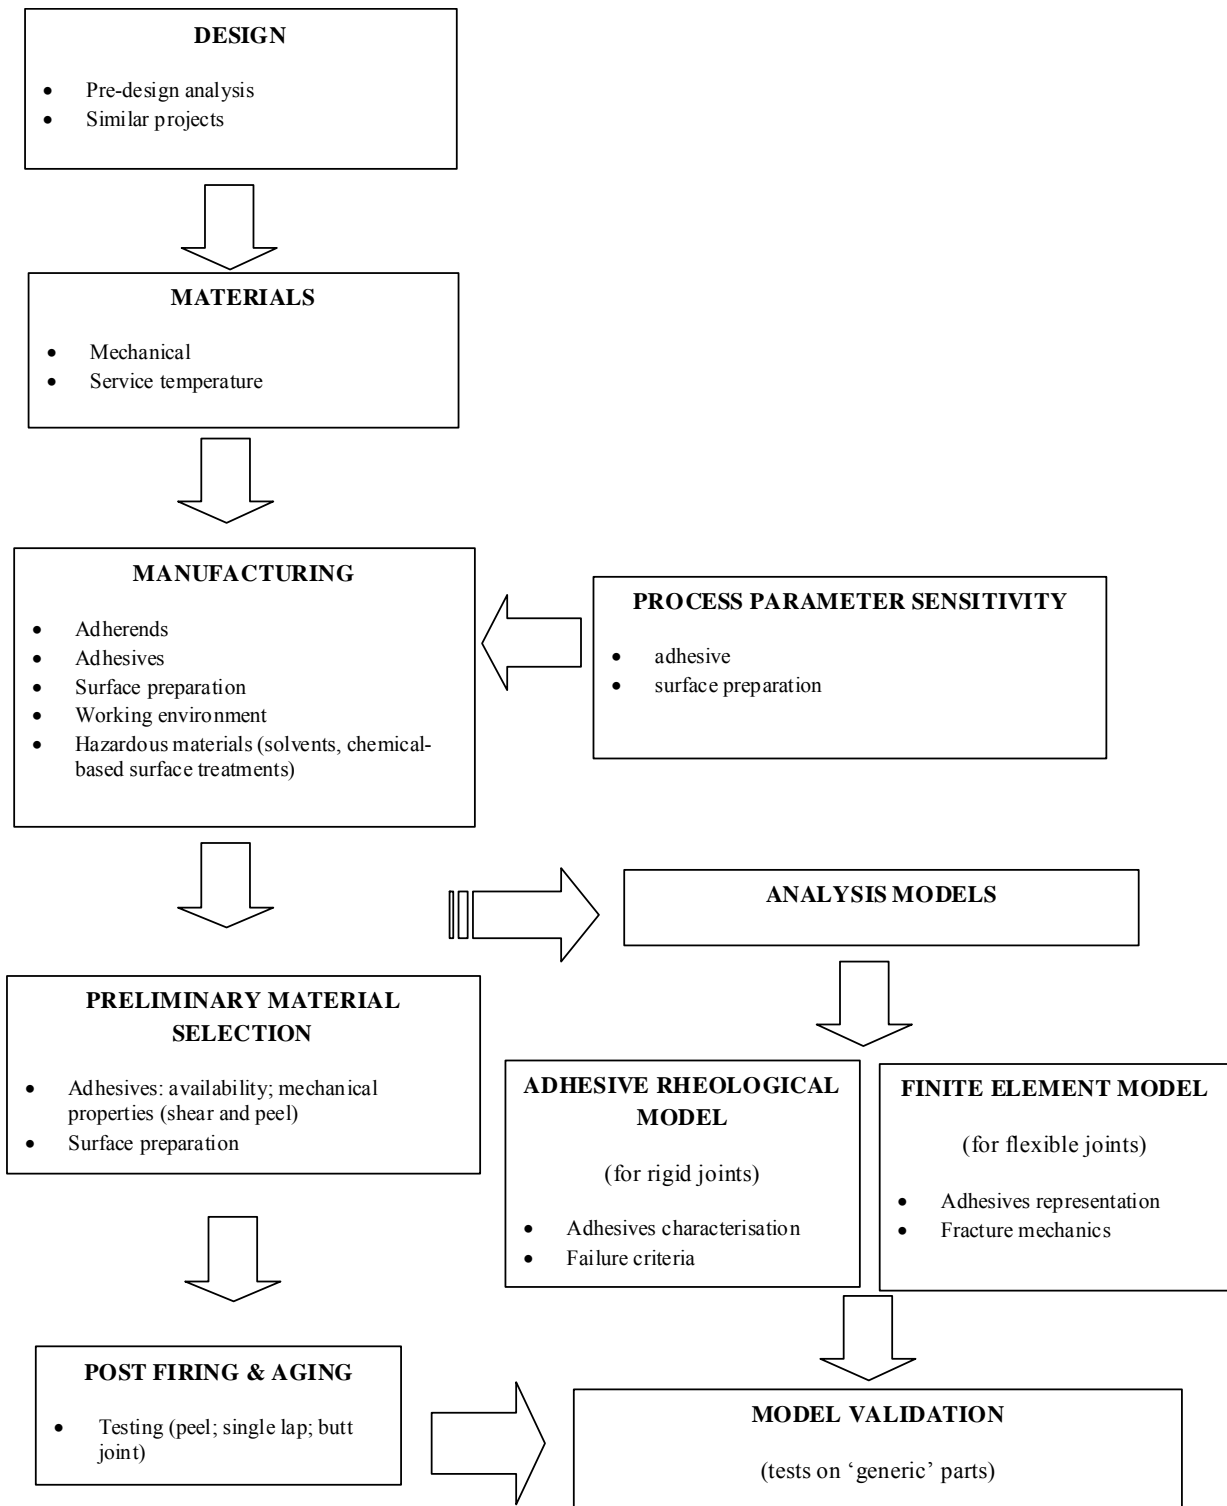 DESIGN
• Pre-design analysis
• Similar projects
MATERIALS
• Mechanical
• Service temperature
MANUFACTURING
• Adherends
• Adhesives
• Surface preparation
• Working environment
• Hazardous materials (solvents, chemical-
based surface treatments)
PROCESS PARAMETER SENSITIVITY
• adhesive
• surface preparation
ANALYSIS MODELS
PRELIMINARY MATERIAL
SELECTION
• Adhesives: availability; mechanical
properties (shear and peel)
• Surface preparation
ADHESIVE RHEOLOGICAL
MODEL
(for rigid joints)
• Adhesives characterisation
• Failure criteria
FINITE ELEMENT MODEL
(for flexible joints)
• Adhesives representation
• Fracture mechanics
POST FIRING & AGING
• Testing (peel; single lap; butt
joint)
MODEL VALIDATION
(tests on ‘generic’ parts)